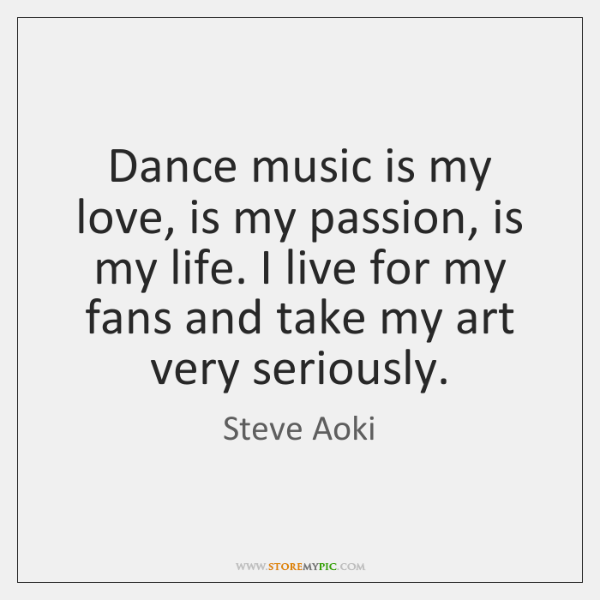 Dance music is my
love, is my passion, is
my life. I live for my
fans and take my art
very seriously.
Steve Aoki
WWW.STOREMYPIC.COM